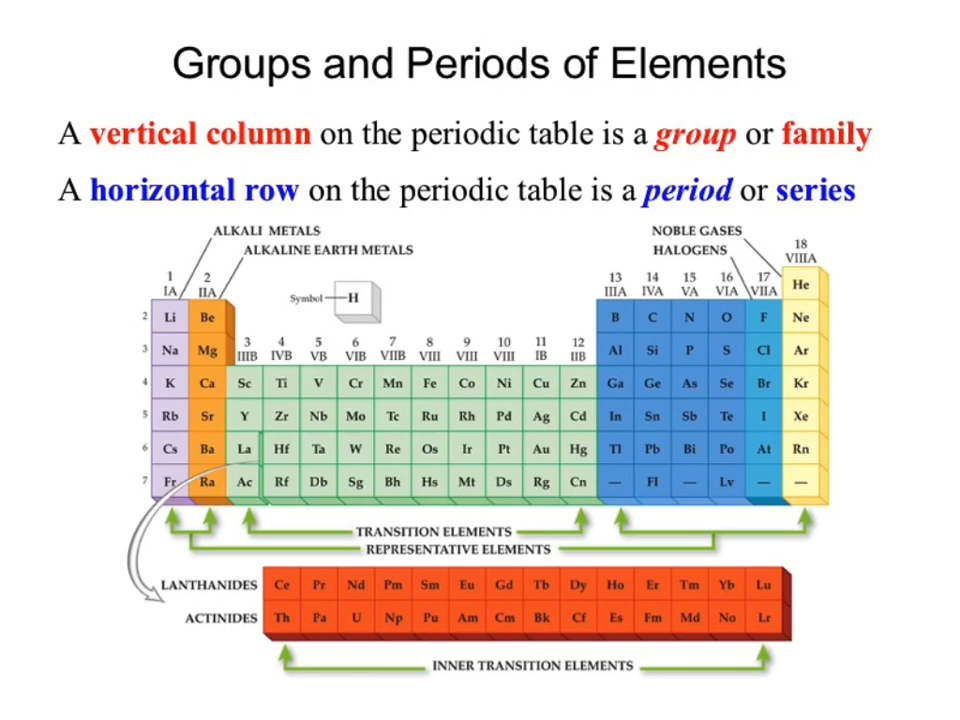 Groups and Periods of Elements
A vertical column on the periodic table is a group or family
A horizontal row on the periodic table is a period or series
ALKALI METALS
ALKALINE EARTH METALS
NOBLE GASES
HALOGENS
18
VIIIA
1
IA
2
IIA
13 14 15 16 17
IIIA IVA VA VIA VIIA
Symbol H
He
2 Li Be B C N O F Ne
3 Na Mg Al Si P S Cl Ar
3 4 5 6 7 8 9 10 11 12
IIIB IVB VB VIB VIIB VIII VIII VIII IB IIB
4 K Ca Sc Ti V Cr Mn Fe Co Ni Cu Zn Ga Ge As Se Br Kr
5 Rb Sr Y Zr Nb Mo Tc Ru Rh Pd Ag Cd In Sn Sb Te I Xe
6 Cs Ba La Hf Ta W Re Os Ir Pt Au Hg Tl Pb Bi Po At Rn
7 Fr Ra Ac Rf Db Sg Bh Hs Mt Ds Rg Cn — Fl — Lv — —
TRANSITION ELEMENTS
REPRESENTATIVE ELEMENTS
LANTHANIDES Ce Pr Nd Pm Sm Eu Gd Tb Dy Ho Er Tm Yb Lu
ACTINIDES Th Pa U Np Pu Am Cm Bk Cf Es Fm Md No Lr
INNER TRANSITION ELEMENTS